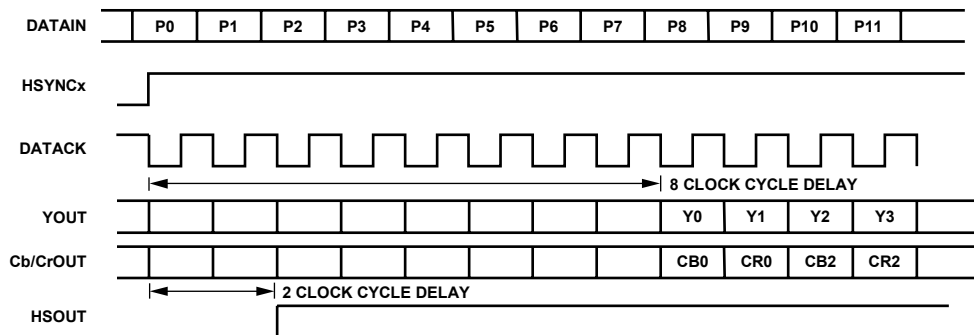 DATAIN P0 P1 P2 P3 P4 P5 P6 P7 P8 P9 P10 P11
HSYNCx
DATACK
8 CLOCK CYCLE DELAY
YOUT Y0 Y1 Y2 Y3
Cb/CrOUT CB0 CR0 CB2 CR2
2 CLOCK CYCLE DELAY
HSOUT